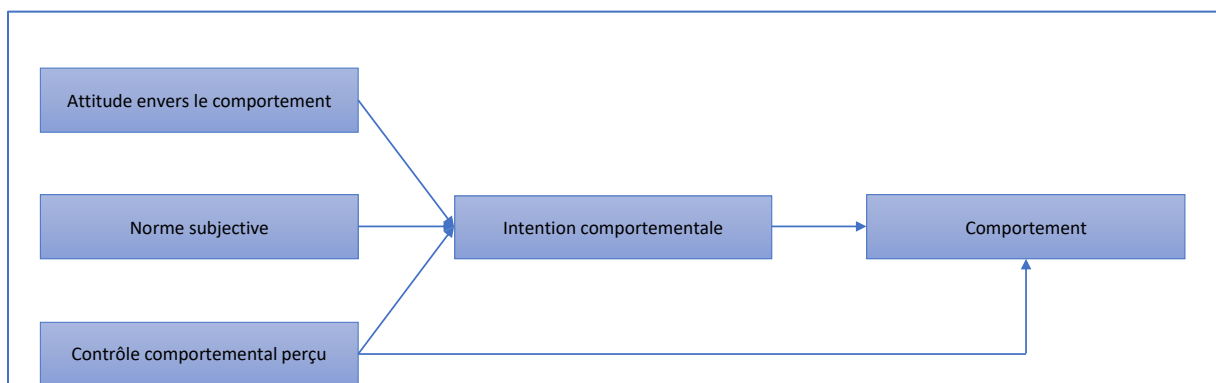 Attitude envers le comportement
Norme subjective
Intention comportementale
Comportement
Contrôle comportemental perçu